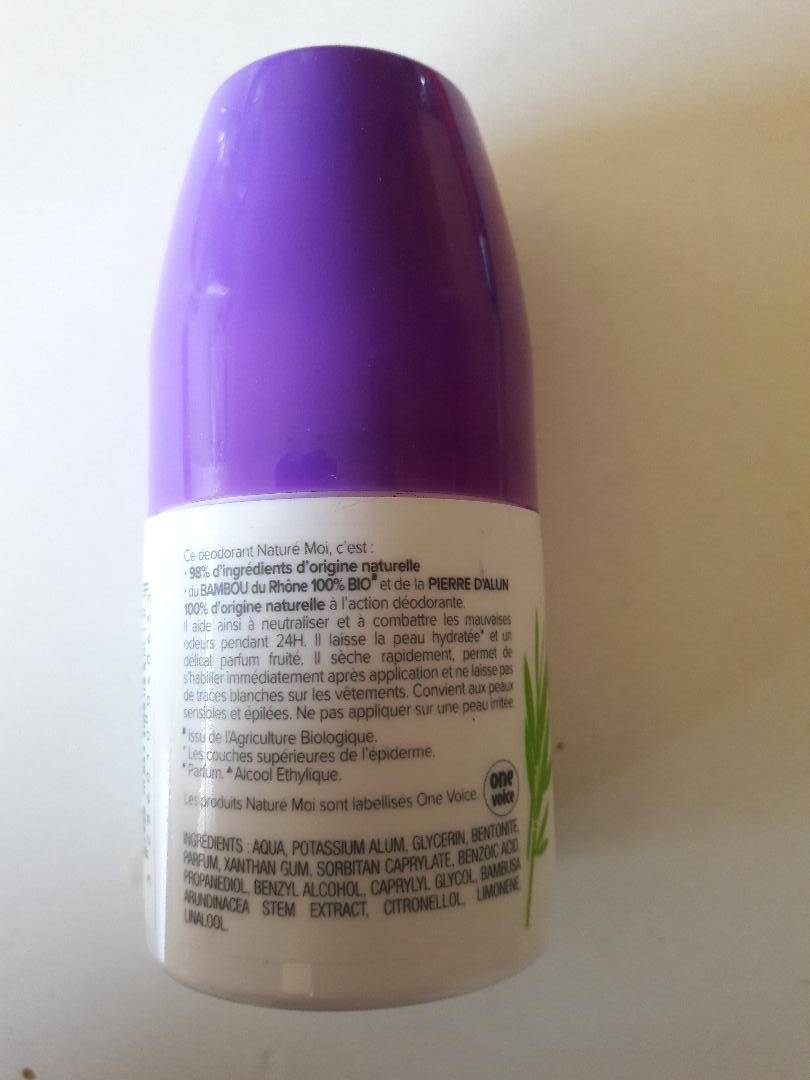 Ce déodorant Naturé Moi, c'est :
· 98% d'ingrédients d'origine naturelle
· du BAMBOU du Rhône 100% BIO■ et de la PIERRE D'ALUN
100% d'origine naturelle à l'action déodorante.
Il aide ainsi à neutraliser et à combattre les mauvaises
odeurs pendant 24H. Il laisse la peau hydratée* et un
délicat parfum fruité. Il sèche rapidement, permet de
s'habiller immédiatement après application et ne laisse pas
de traces blanches sur les vêtements. Convient aux peaux
sensibles et épilées. Ne pas appliquer sur une peau irritée.
■Issu de l'Agriculture Biologique.
*Les couches supérieures de l'épiderme.
Parfum. ▲Alcool Ethylique.
Les produits Naturé Moi sont labellisés One Voice.
one
voice
INGREDIENTS : AQUA, POTASSIUM ALUM, GLYCERIN, BENTONITE,
PARFUM, XANTHAN GUM, SORBITAN CAPRYLATE, BENZOIC ACID,
PROPANEDIOL, BENZYL ALCOHOL, CAPRYLYL GLYCOL, BAMBUSA
ARUNDINACEA STEM EXTRACT, CITRONELLOL, LIMONENE,
LINALOOL.